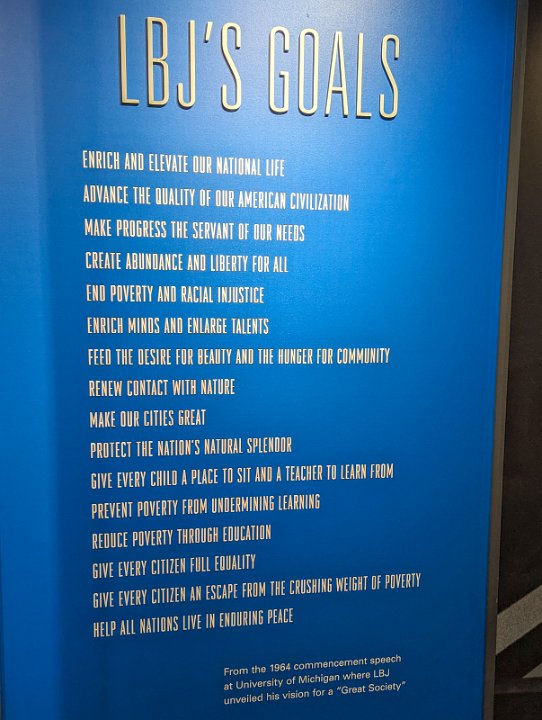 LBJ'S GOALS
ENRICH AND ELEVATE OUR NATIONAL LIFE
ADVANCE THE QUALITY OF OUR AMERICAN CIVILIZATION
MAKE PROGRESS THE SERVANT OF OUR NEEDS
CREATE ABUNDANCE AND LIBERTY FOR ALL
END POVERTY AND RACIAL INJUSTICE
ENRICH MINDS AND ENLARGE TALENTS
FEED THE DESIRE FOR BEAUTY AND THE HUNGER FOR COMMUNITY
RENEW CONTACT WITH NATURE
MAKE OUR CITIES GREAT
PROTECT THE NATION'S NATURAL SPLENDOR
GIVE EVERY CHILD A PLACE TO SIT AND A TEACHER TO LEARN FROM
PREVENT POVERTY FROM UNDERMINING LEARNING
REDUCE POVERTY THROUGH EDUCATION
GIVE EVERY CITIZEN FULL EQUALITY
GIVE EVERY CITIZEN AN ESCAPE FROM THE CRUSHING WEIGHT OF POVERTY
HELP ALL NATIONS LIVE IN ENDURING PEACE
From the 1964 commencement speech
at University of Michigan where LBJ
unveiled his vision for a "Great Society"